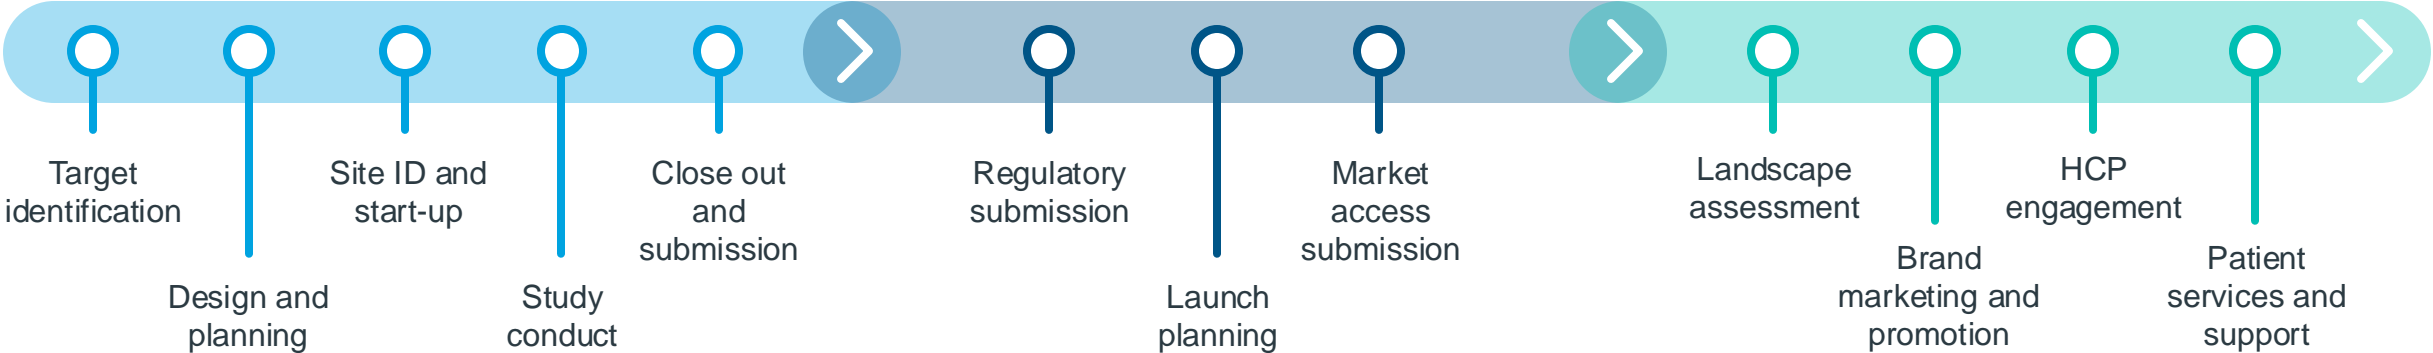 Target
identification
Design and
planning
Site ID and
start-up
Study
conduct
Close out
and
submission
Regulatory
submission
Launch
planning
Market
access
submission
Landscape
assessment
Brand
marketing and
promotion
HCP
engagement
Patient
services and
support